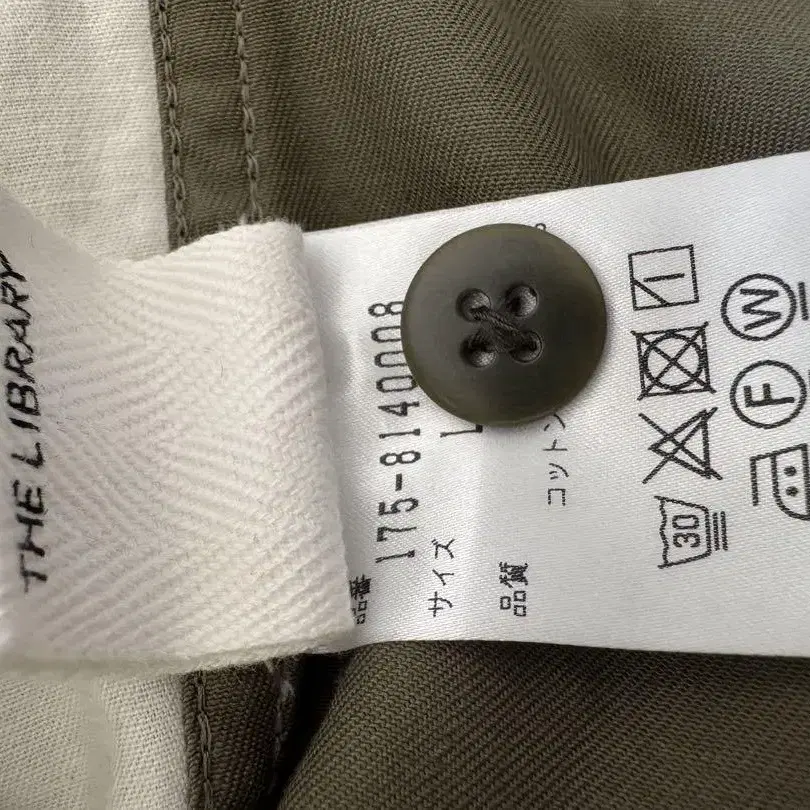 THE LIBRARY
品番
175-8140008
サイズ
品質
コットン
30
W
F